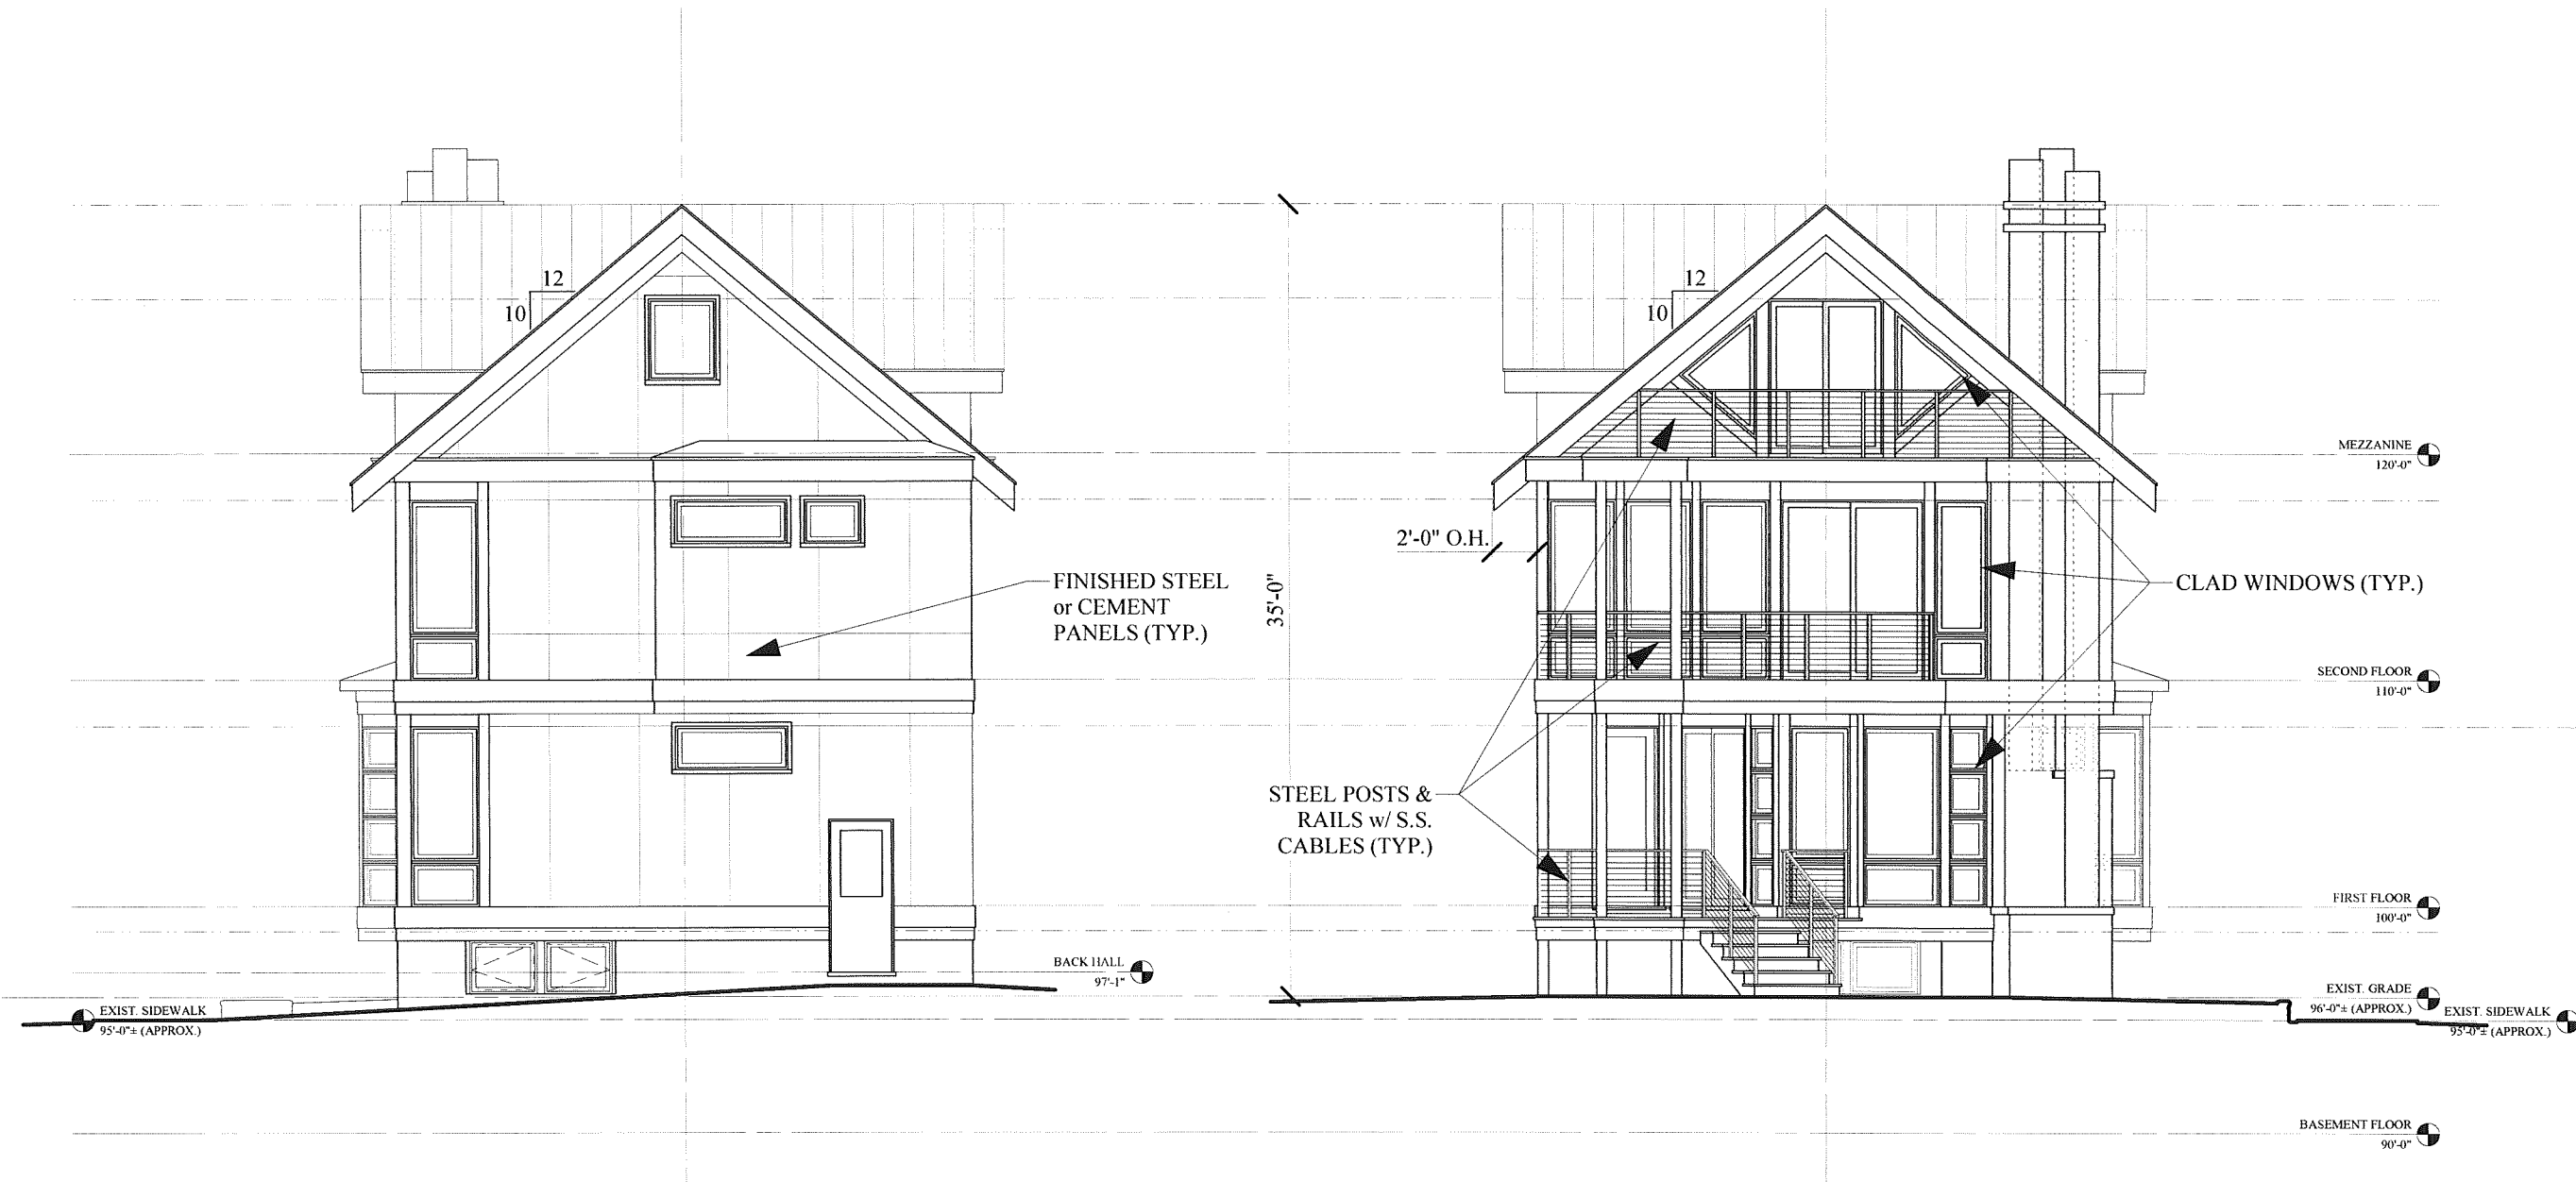 12
10
12
10
MEZZANINE
120'-0"
2'-0" O.H.
FINISHED STEEL
or CEMENT
PANELS (TYP.)
35'-0"
CLAD WINDOWS (TYP.)
SECOND FLOOR
110'-0"
STEEL POSTS &
RAILS w/ S.S.
CABLES (TYP.)
FIRST FLOOR
100'-0"
BACK HALL
97'-1"
EXIST. GRADE
96'-0"± (APPROX.)
EXIST. SIDEWALK
95'-0"± (APPROX.)
EXIST. SIDEWALK
95'-0"± (APPROX.)
BASEMENT FLOOR
90'-0"